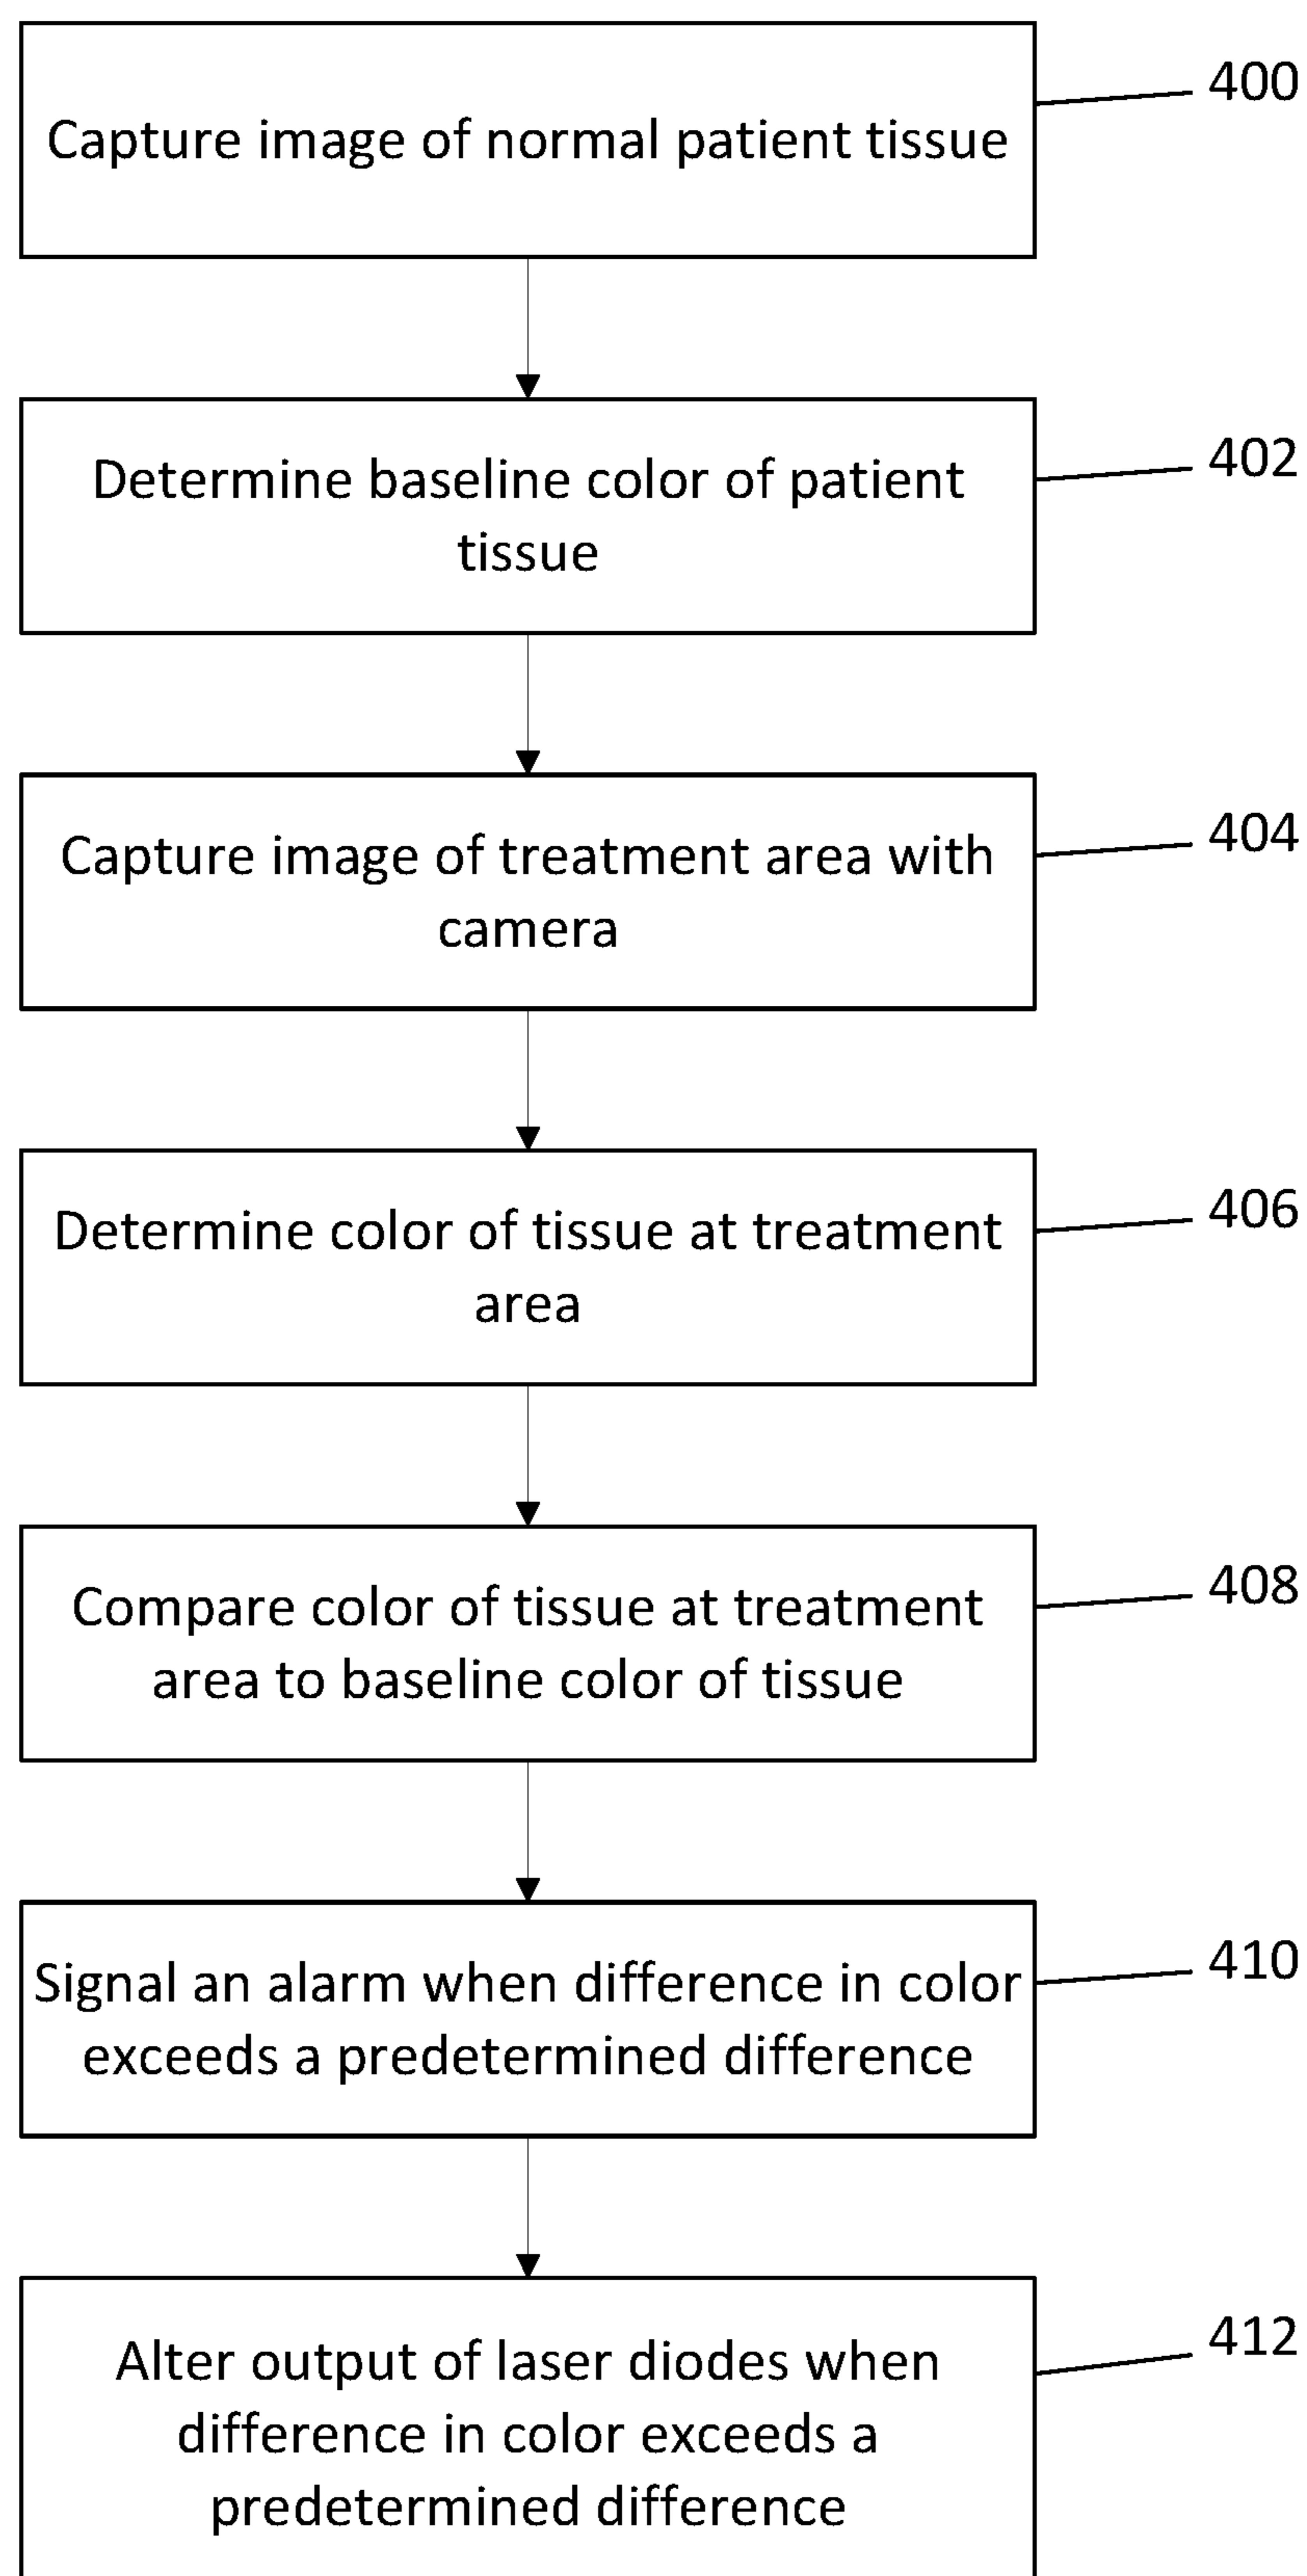 Capture image of normal patient tissue
400
Determine baseline color of patient
tissue
402
Capture image of treatment area with
camera
404
Determine color of tissue at treatment
area
406
Compare color of tissue at treatment
area to baseline color of tissue
408
Signal an alarm when difference in color
exceeds a predetermined difference
410
Alter output of laser diodes when
difference in color exceeds a
predetermined difference
412